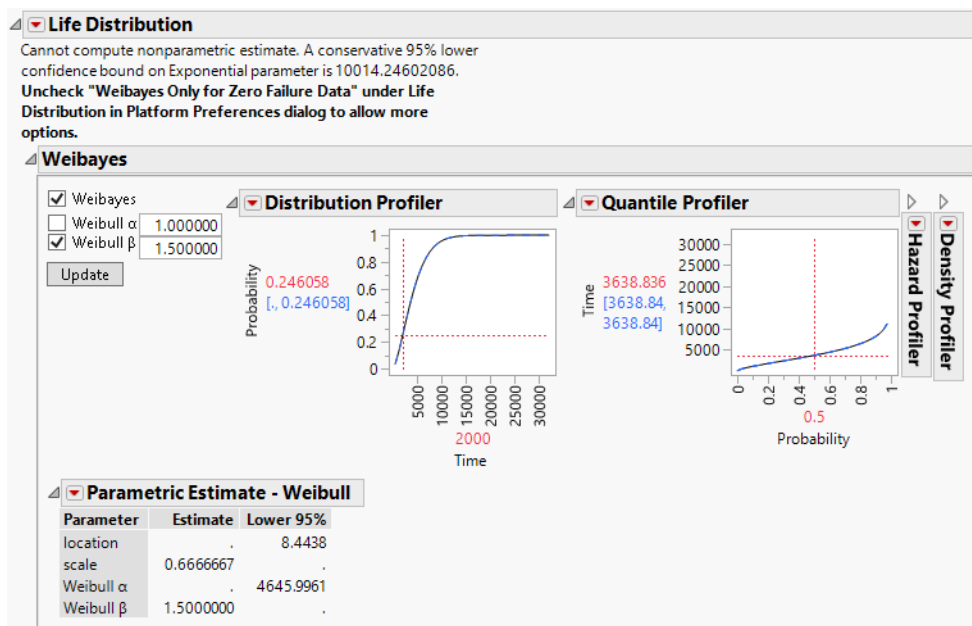 Life Distribution
Cannot compute nonparametric estimate. A conservative 95% lower
confidence bound on Exponential parameter is 10014.24602086.
Uncheck "Weibayes Only for Zero Failure Data" under Life
Distribution in Platform Preferences dialog to allow more
options.
Weibayes
Weibayes
Weibull α 1.000000
Weibull β 1.500000
Update
Distribution Profiler
Probability
0.246058
[., 0.246058]
1
0.8
0.6
0.4
0.2
0
5000
10000
15000
20000
25000
30000
2000
Time
Quantile Profiler
Time
3638.836
[3638.84,
3638.84]
30000
25000
20000
15000
10000
5000
0
0.2
0.4
0.6
0.8
1
0.5
Probability
Hazard Profiler
Density Profiler
Parametric Estimate - Weibull
Parameter Estimate Lower 95%
location . 8.4438
scale 0.6666667 .
Weibull α . 4645.9961
Weibull β 1.5000000 .